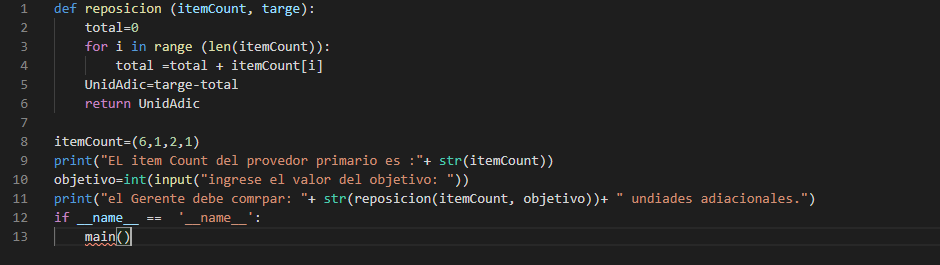 1 def reposicion (itemCount, targe):
2     total=0
3     for i in range (len(itemCount)):
4         total =total + itemCount[i]
5     UnidAdic=targe-total
6     return UnidAdic
7
8 itemCount=(6,1,2,1)
9 print("EL item Count del provedor primario es :"+ str(itemCount))
10 objetivo=int(input("ingrese el valor del objetivo: "))
11 print("el Gerente debe comrpar: "+ str(reposicion(itemCount, objetivo))+ " undiades adiacionales.")
12 if __name__ ==  '__name__':
13     main()